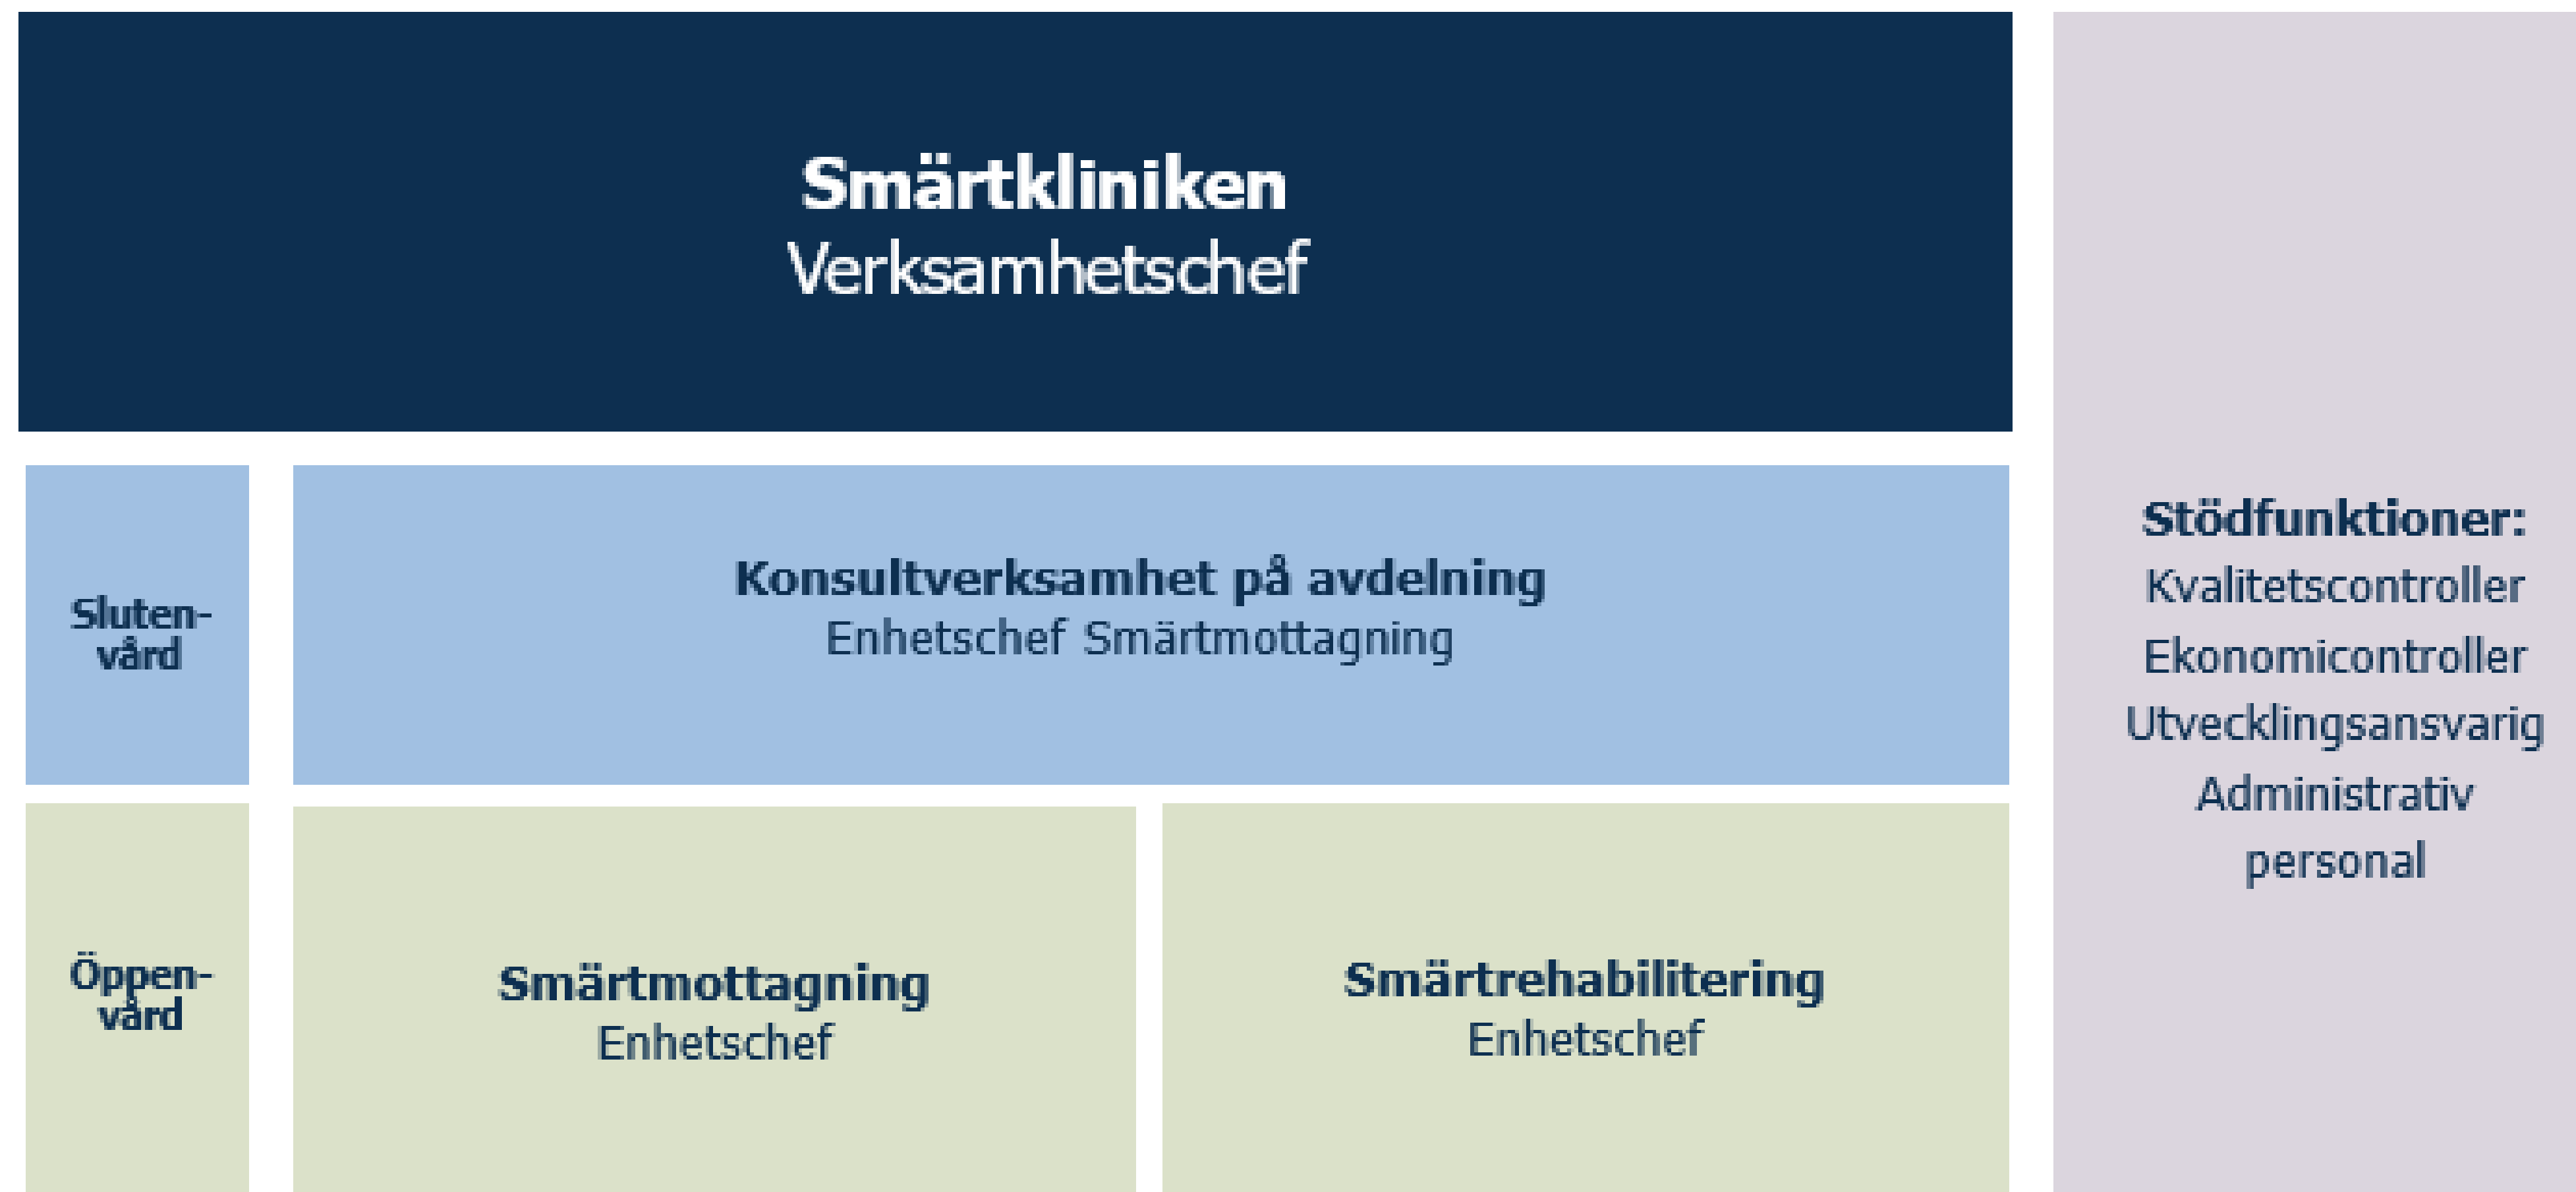 Smärtkliniken
Verksamhetschef
Sluten-
vård
Konsultverksamhet på avdelning
Enhetschef Smärtmottagning
Öppen-
vård
Smärtmottagning
Enhetschef
Smärtrehabilitering
Enhetschef
Stödfunktioner:
Kvalitetscontroller
Ekonomicontroller
Utvecklingsansvarig
Administrativ
personal